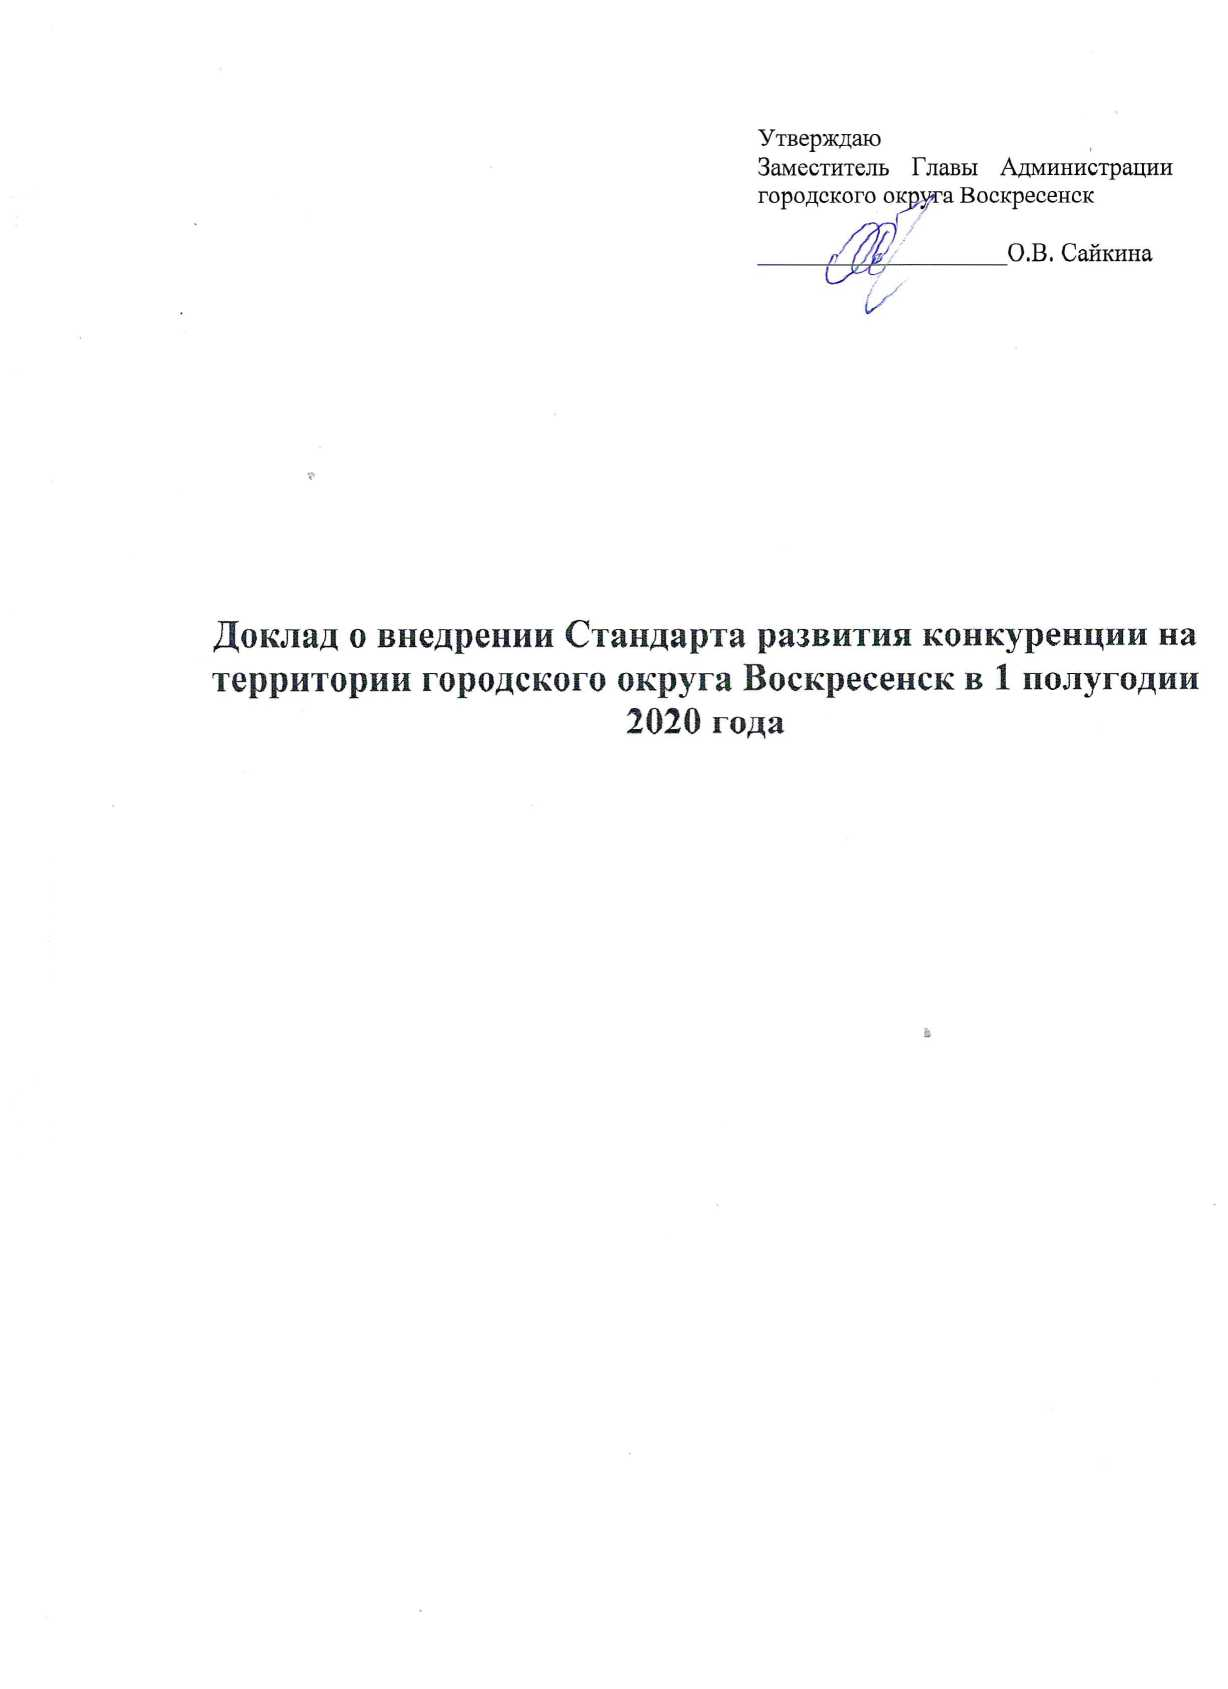 Утверждаю
Заместитель Главы Администрации
городского округа Воскресенск
____________________О.В. Сайкина
Доклад о внедрении Стандарта развития конкуренции на
территории городского округа Воскресенск в 1 полугодии
2020 года